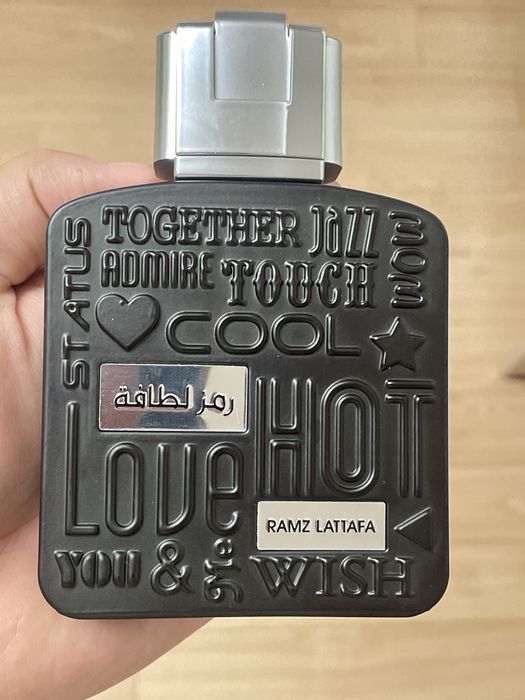 STATUS
TOGETHER JAZZ
WOW
ADMIRE TOUCH
COOL
رمز لطافة
Love HOT
RAMZ LATTAFA
YOU & Me WISH